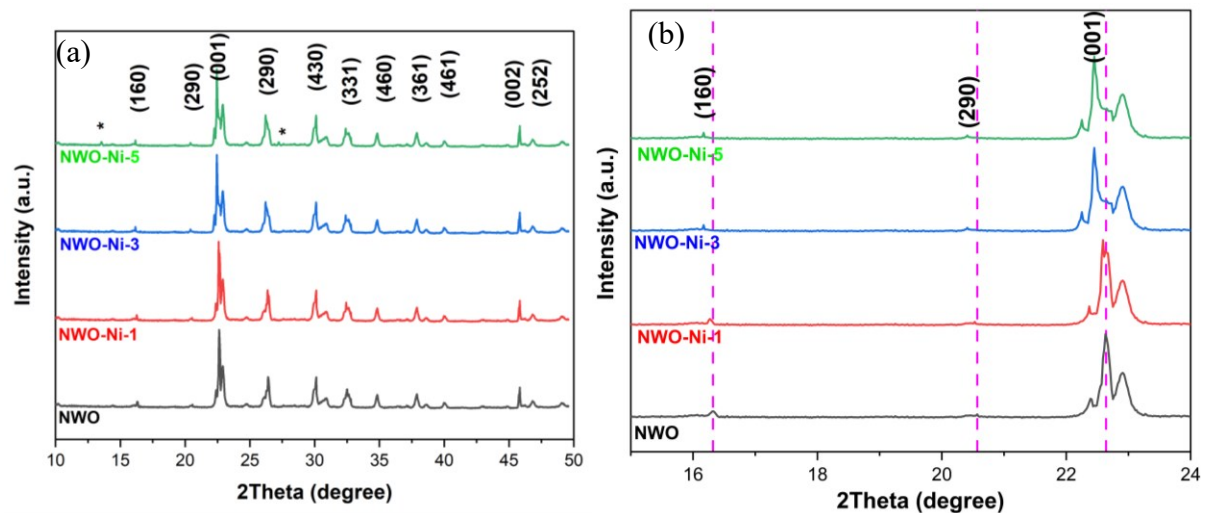 (a)
(160)
(290)
(001)
(290)
(430)
(331)
(460)
(361)
(461)
(002)
(252)
*
*
NWO-Ni-5
NWO-Ni-3
NWO-Ni-1
NWO
Intensity (a.u.)
10 15 20 25 30 35 40 45 50
2Theta (degree)
(b)
(160)
(290)
(001)
NWO-Ni-5
NWO-Ni-3
NWO-Ni-1
NWO
Intensity (a.u.)
16 18 20 22 24
2Theta (degree)